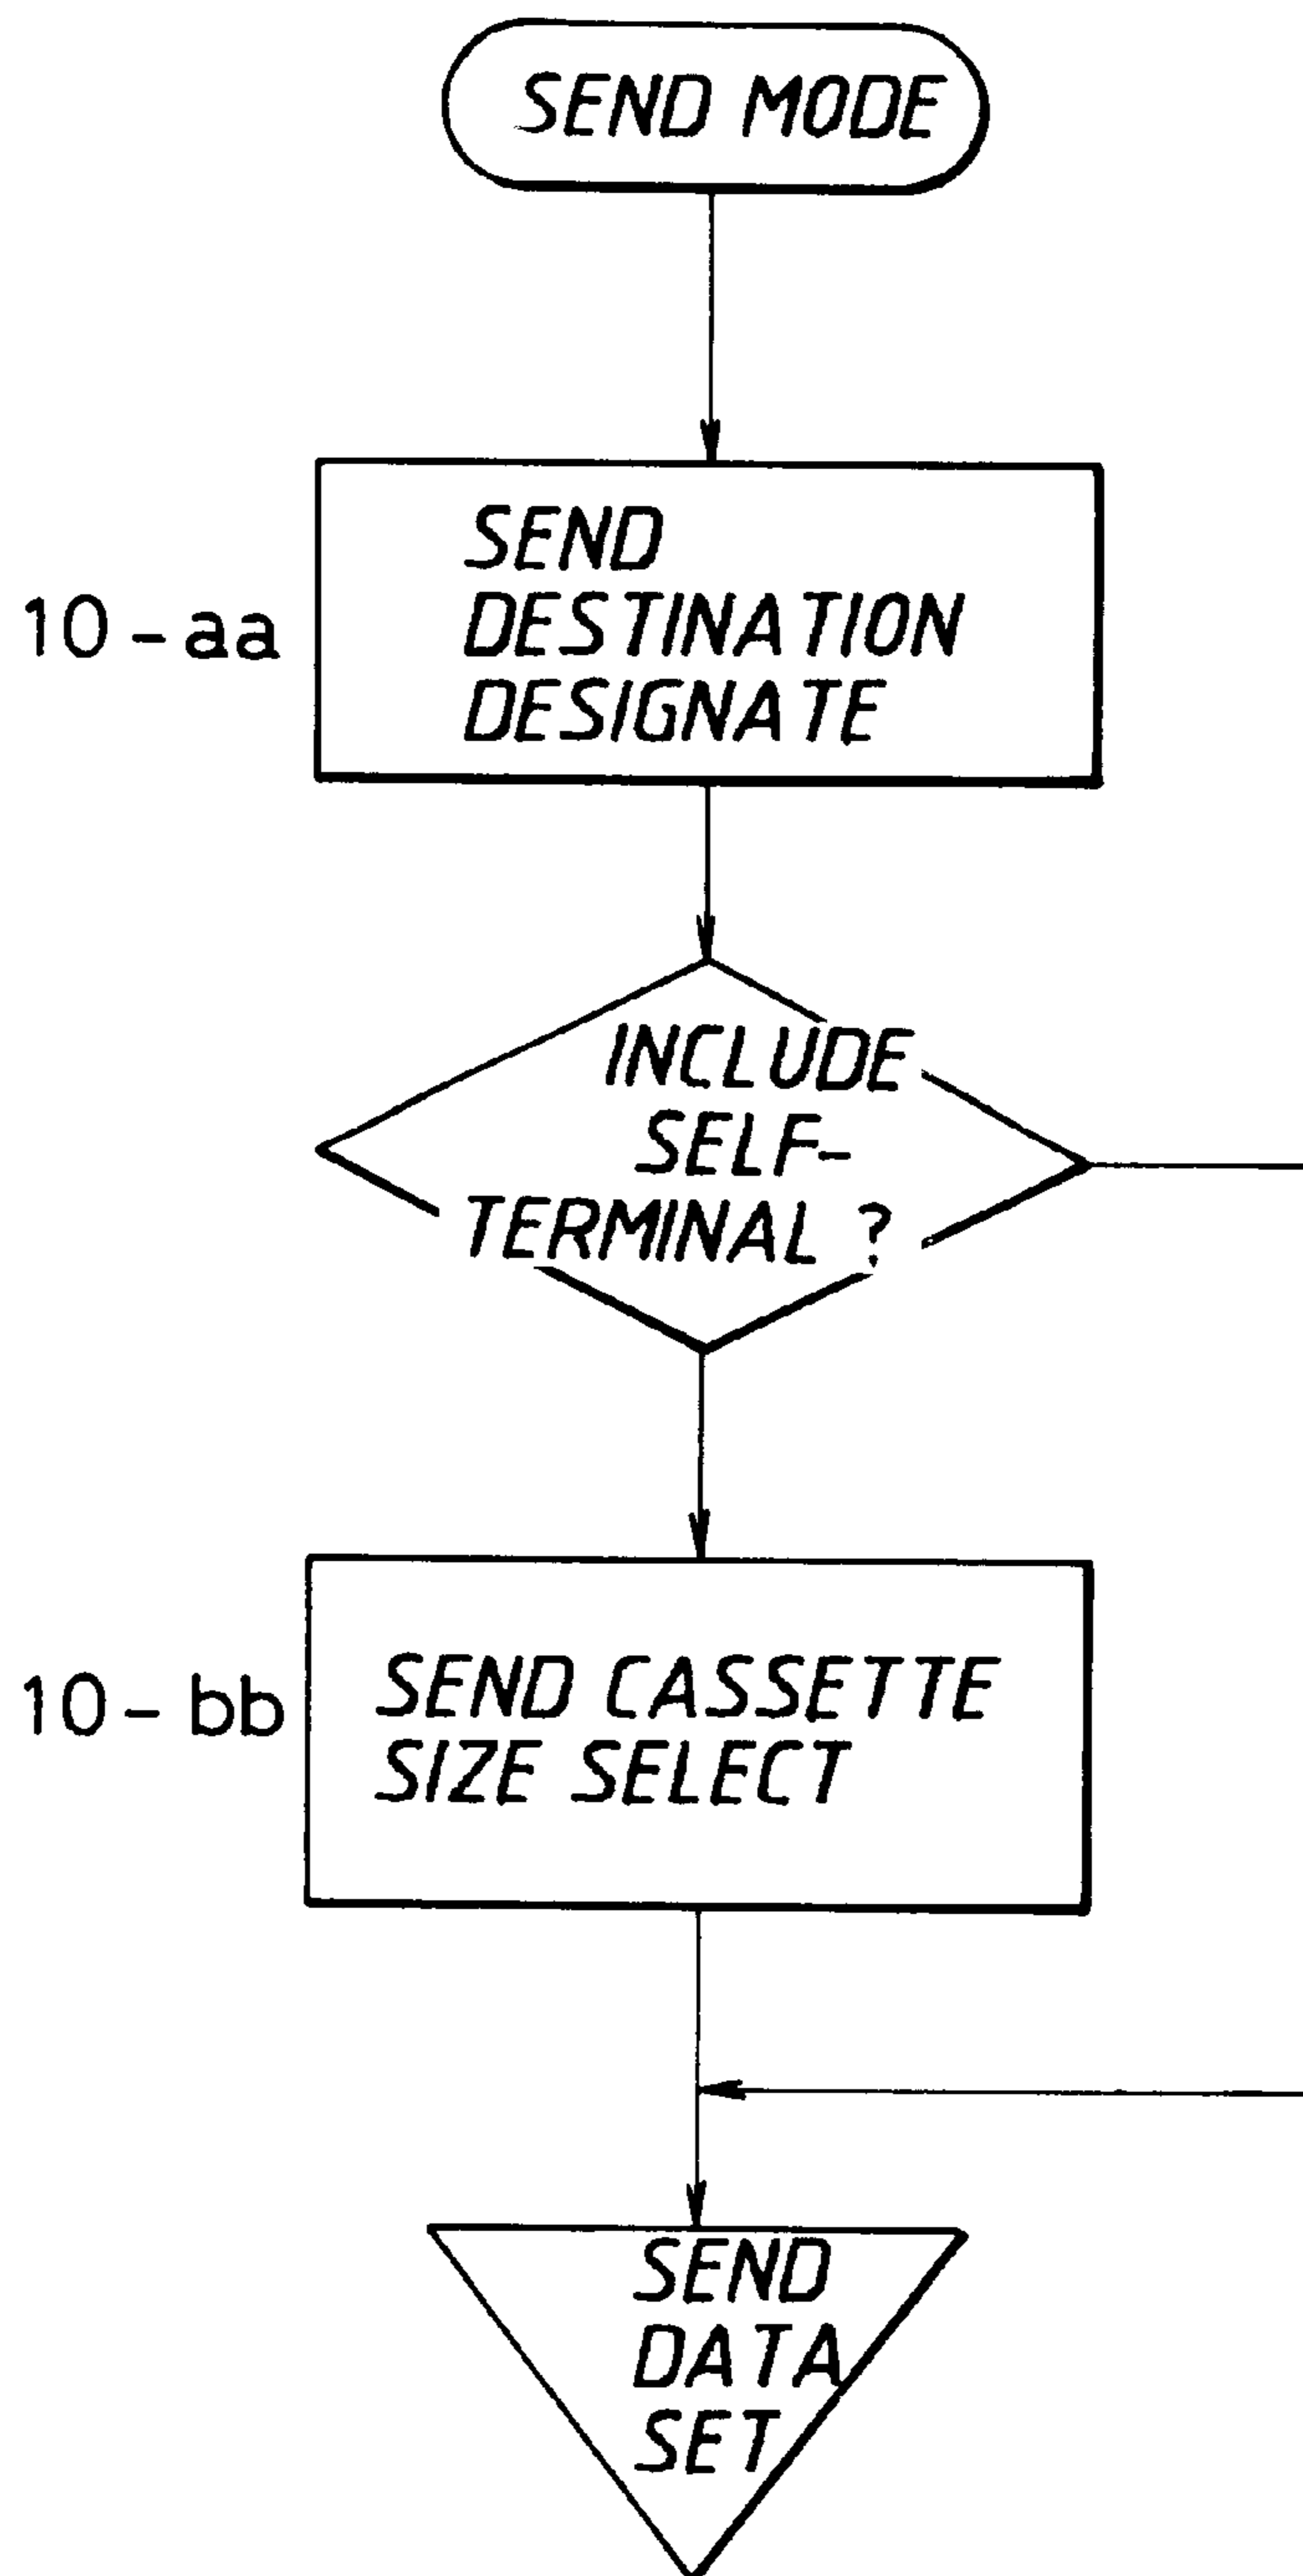 SEND MODE
10-aa
SEND
DESTINATION
DESIGNATE
INCLUDE
SELF-
TERMINAL ?
10-bb
SEND CASSETTE
SIZE SELECT
SEND
DATA
SET